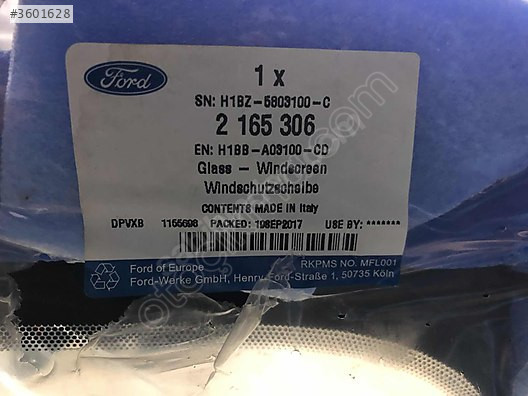 #3601628
Ford
1 x
SN: H1BZ-5803100-C
2 165 306
EN: H1BB-A03100-CD
Glass - Windscreen
Windschutzscheibe
CONTENTS MADE IN Italy
DPVXB 1165698 PACKED: 19SEP2017 USE BY: *******
RKPMS NO. MFL001
Ford of Europe
Ford-Werke GmbH, Henry-Ford-Straße 1, 50735 Köln